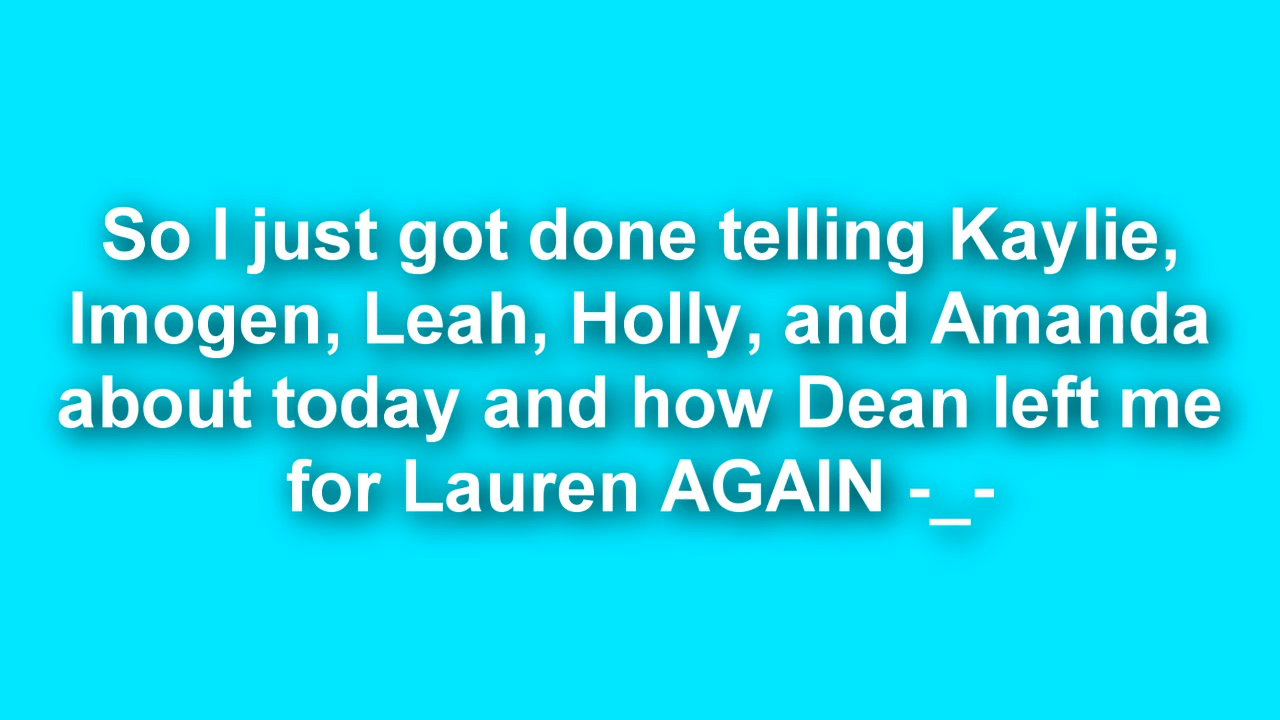 So I just got done telling Kaylie,
Imogen, Leah, Holly, and Amanda
about today and how Dean left me
for Lauren AGAIN -_-